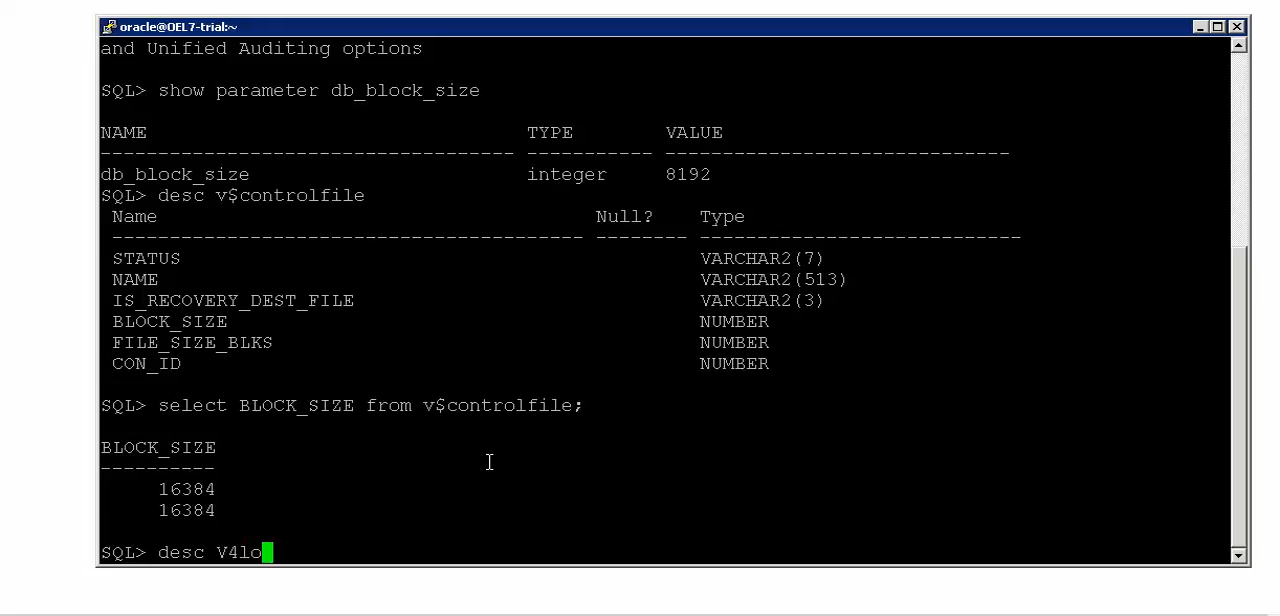 oracle@OEL7-trial:~
and Unified Auditing options
SQL> show parameter db_block_size
NAME TYPE VALUE
------------------------------------ ----------- ------------------------------
db_block_size integer 8192
SQL> desc v$controlfile
Name Null? Type
----------------------------------------- -------- ----------------------------
STATUS VARCHAR2(7)
NAME VARCHAR2(513)
IS_RECOVERY_DEST_FILE VARCHAR2(3)
BLOCK_SIZE NUMBER
FILE_SIZE_BLKS NUMBER
CON_ID NUMBER
SQL> select BLOCK_SIZE from v$controlfile;
BLOCK_SIZE
----------
16384
16384
SQL> desc V4lo